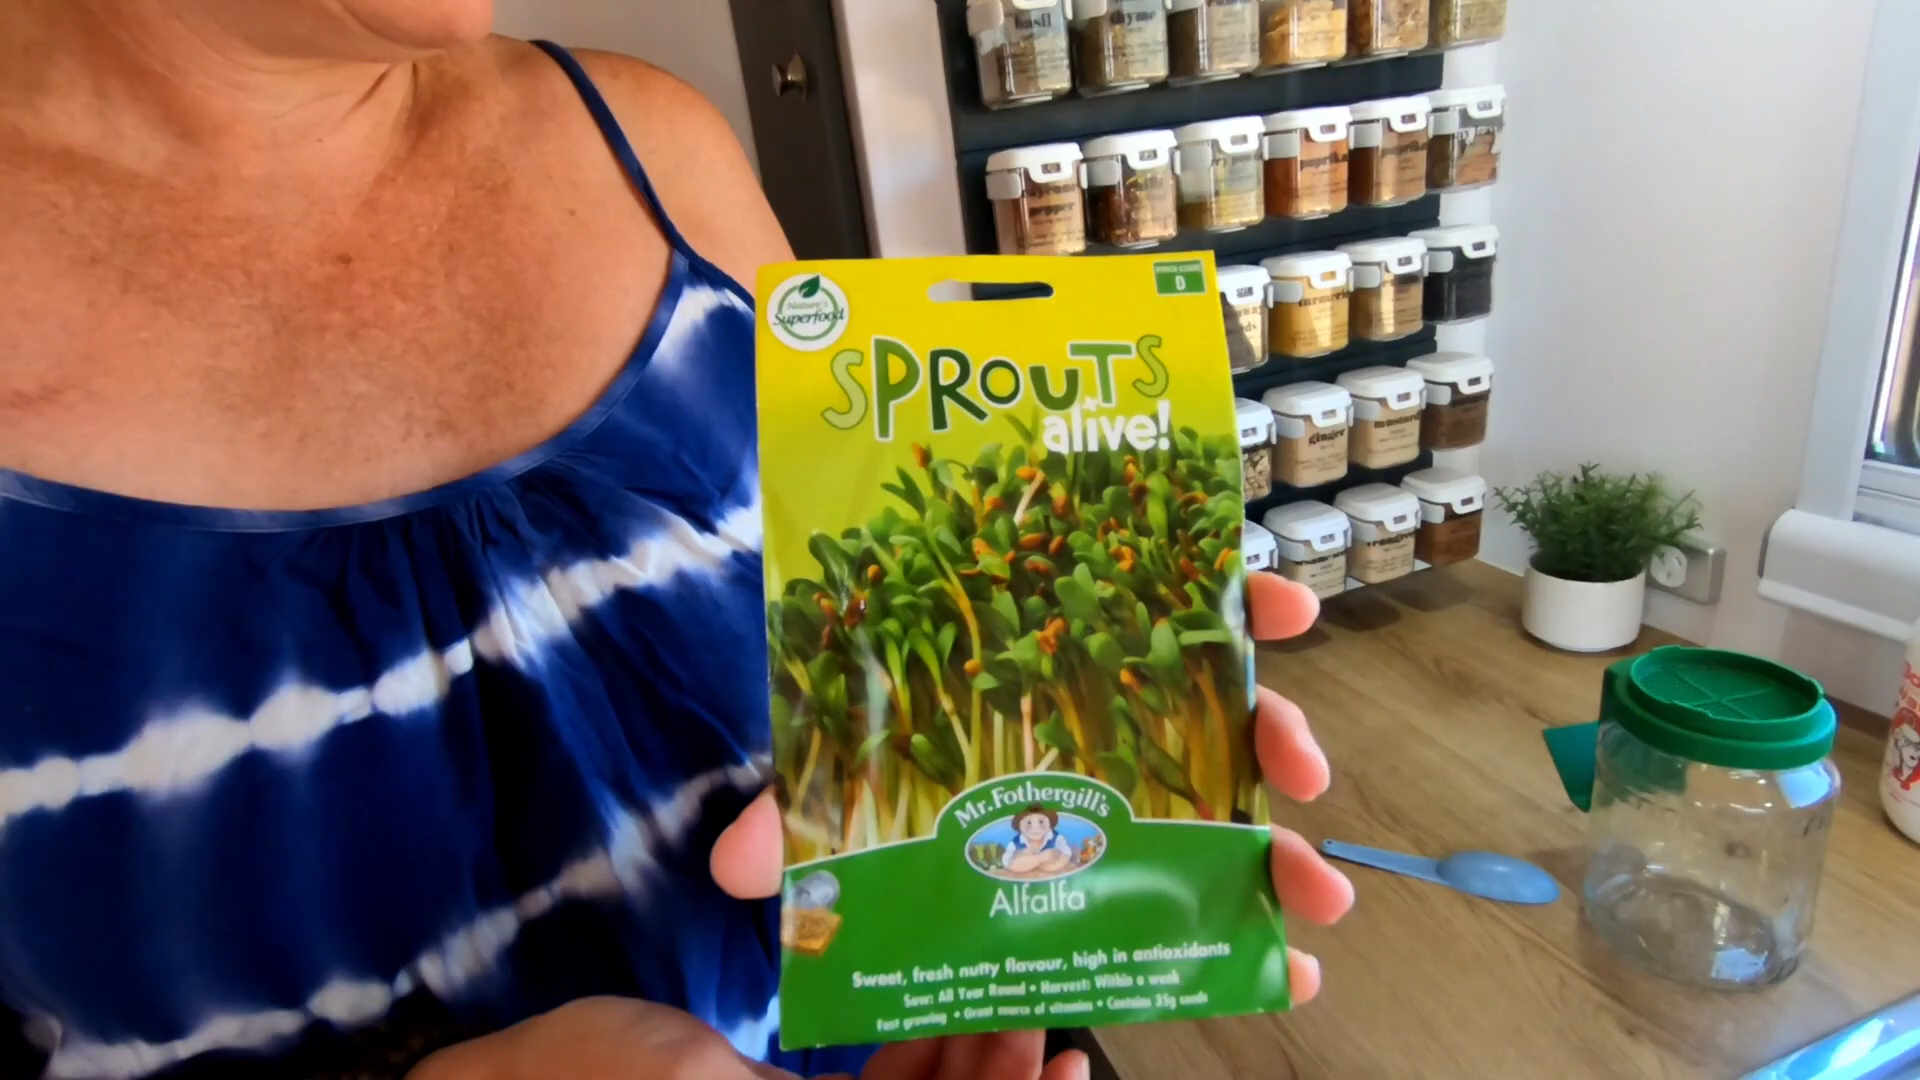 basil
thyme
pepper
paprika
Nature's
Superfood
D
SPROUTS
alive!
turmeric
ginger
mustard
Mr. Fothergill's
Alfalfa
Sweet, fresh nutty flavour, high in antioxidants
Sow: All Year Round • Harvest: Within a week
Fast growing • Great source of vitamins • Contains 35g seeds